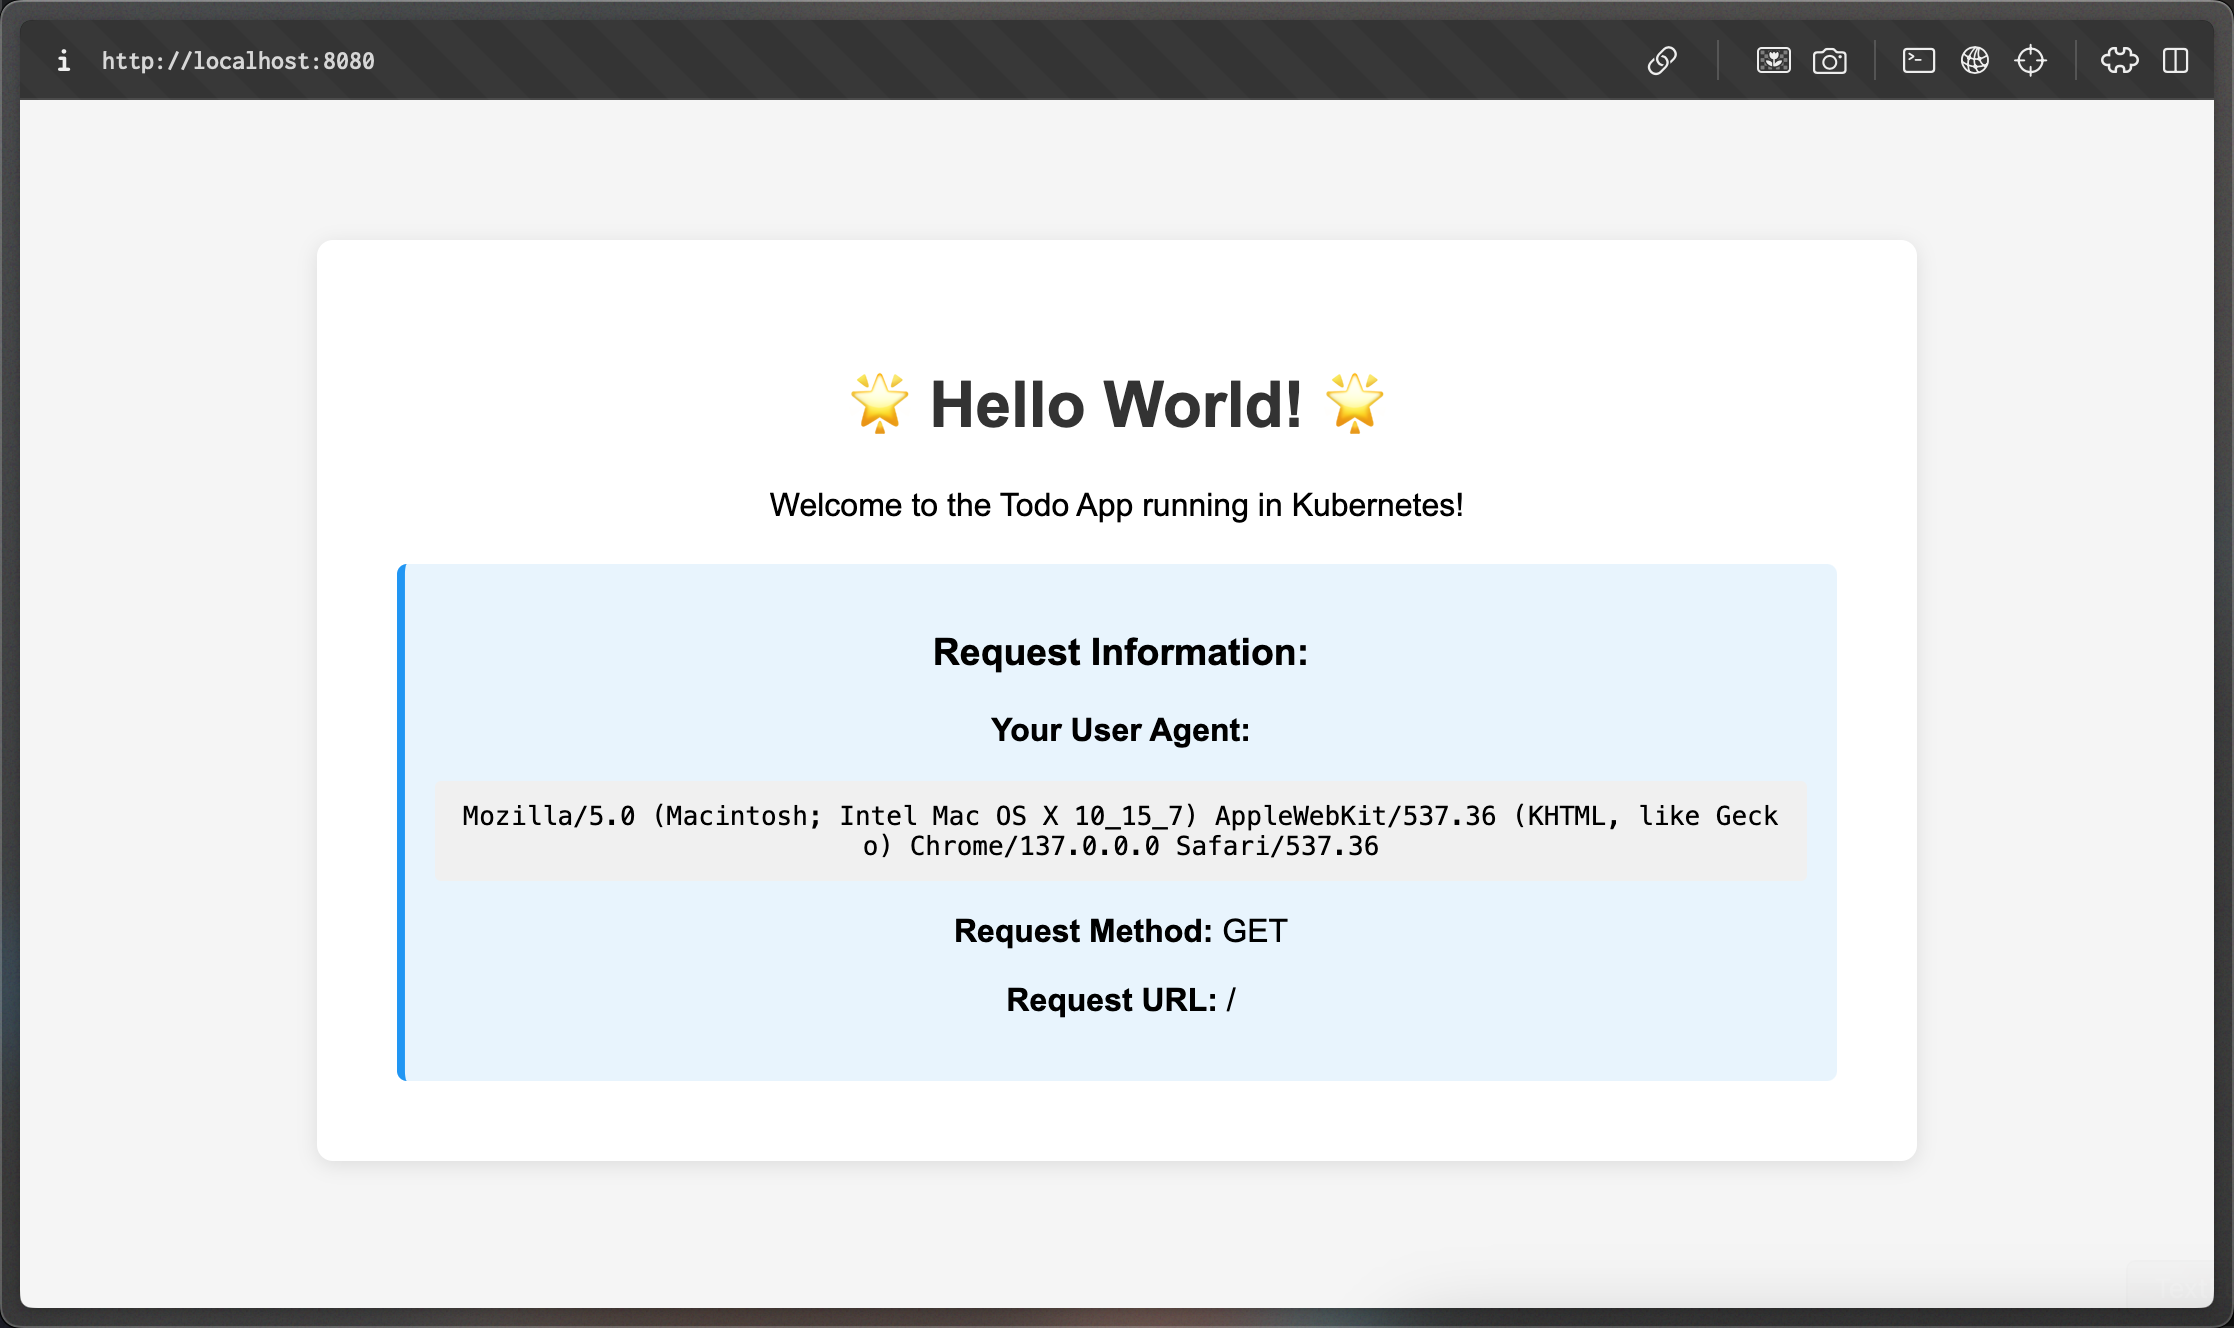 http://localhost:8080
🌟 Hello World! 🌟
Welcome to the Todo App running in Kubernetes!
Request Information:
Your User Agent:
Mozilla/5.0 (Macintosh; Intel Mac OS X 10_15_7) AppleWebKit/537.36 (KHTML, like Geck
o) Chrome/137.0.0.0 Safari/537.36
Request Method: GET
Request URL: /